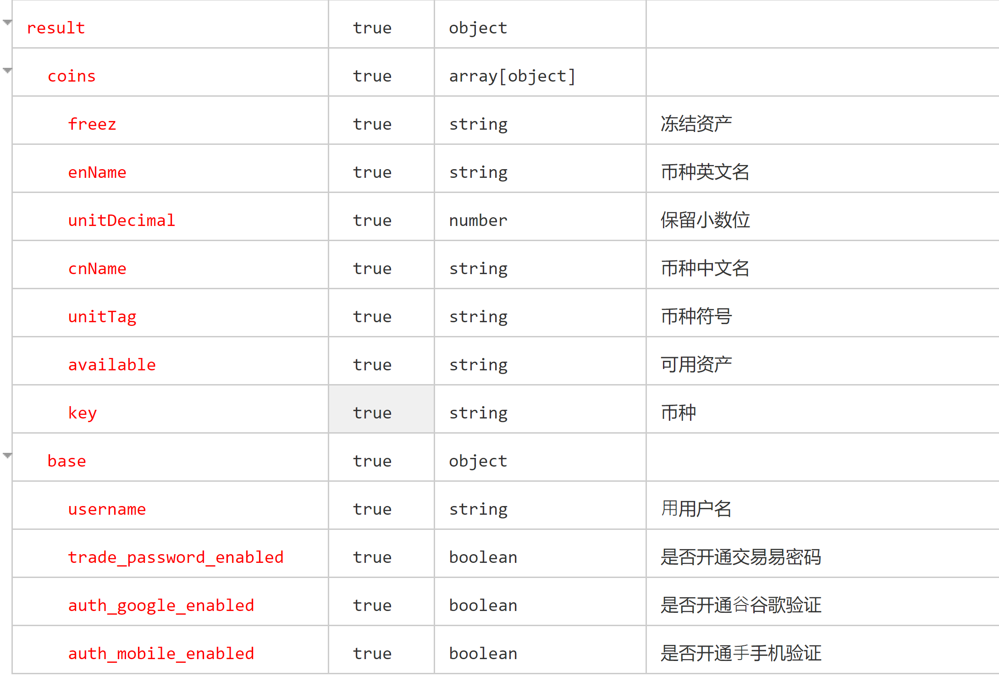 result true object
coins true array[object]
freez true string 冻结资产
enName true string 币种英文名
unitDecimal true number 保留小数位
cnName true string 币种中文名
unitTag true string 币种符号
available true string 可用资产
key true string 币种
base true object
username true string ⽤用户名
trade_password_enabled true boolean 是否开通交易易密码
auth_google_enabled true boolean 是否开通⾕谷歌验证
auth_mobile_enabled true boolean 是否开通⼿手机验证